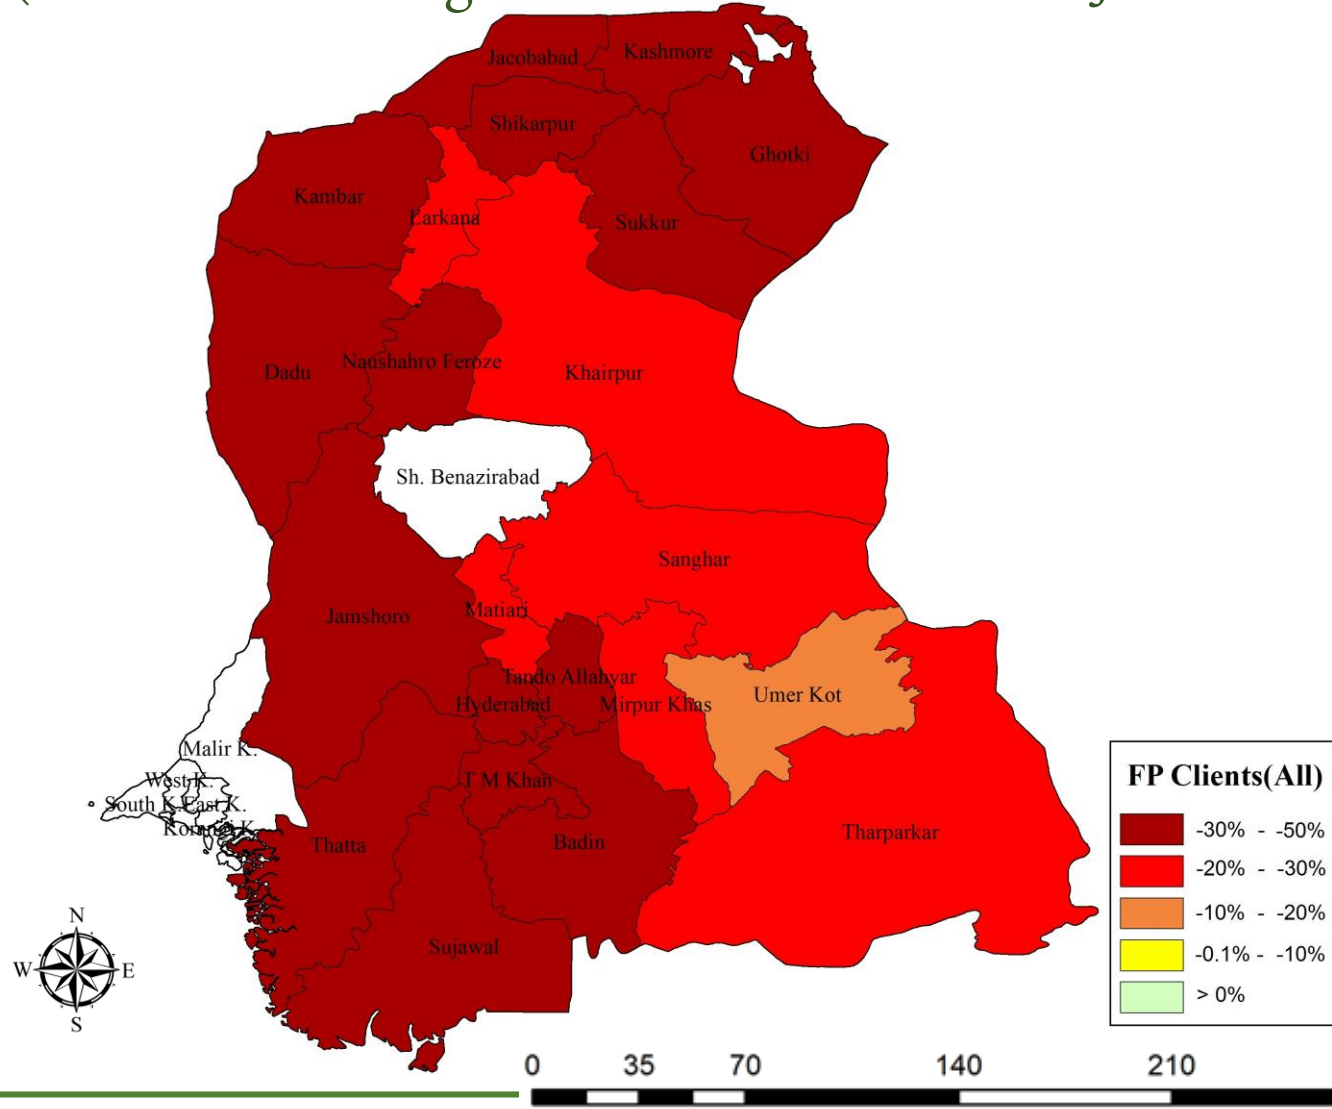 Jacobabad
Kashmore
Shikarpur
Ghotki
Kambar
Larkana
Sukkur
Dadu
Naushahro Feroze
Khairpur
Sh. Benazirabad
Sanghar
Jamshoro
Matiari
Tando Allahyar
Hyderabad
Mirpur Khas
Umer Kot
Malir K.
West K.
South K.
East K.
Korangi K.
T M Khan
Thatta
Badin
Tharparkar
Sujawal
N
W
E
S
FP Clients(All)
-30% - -50%
-20% - -30%
-10% - -20%
-0.1% - -10%
> 0%
0 35 70 140 210